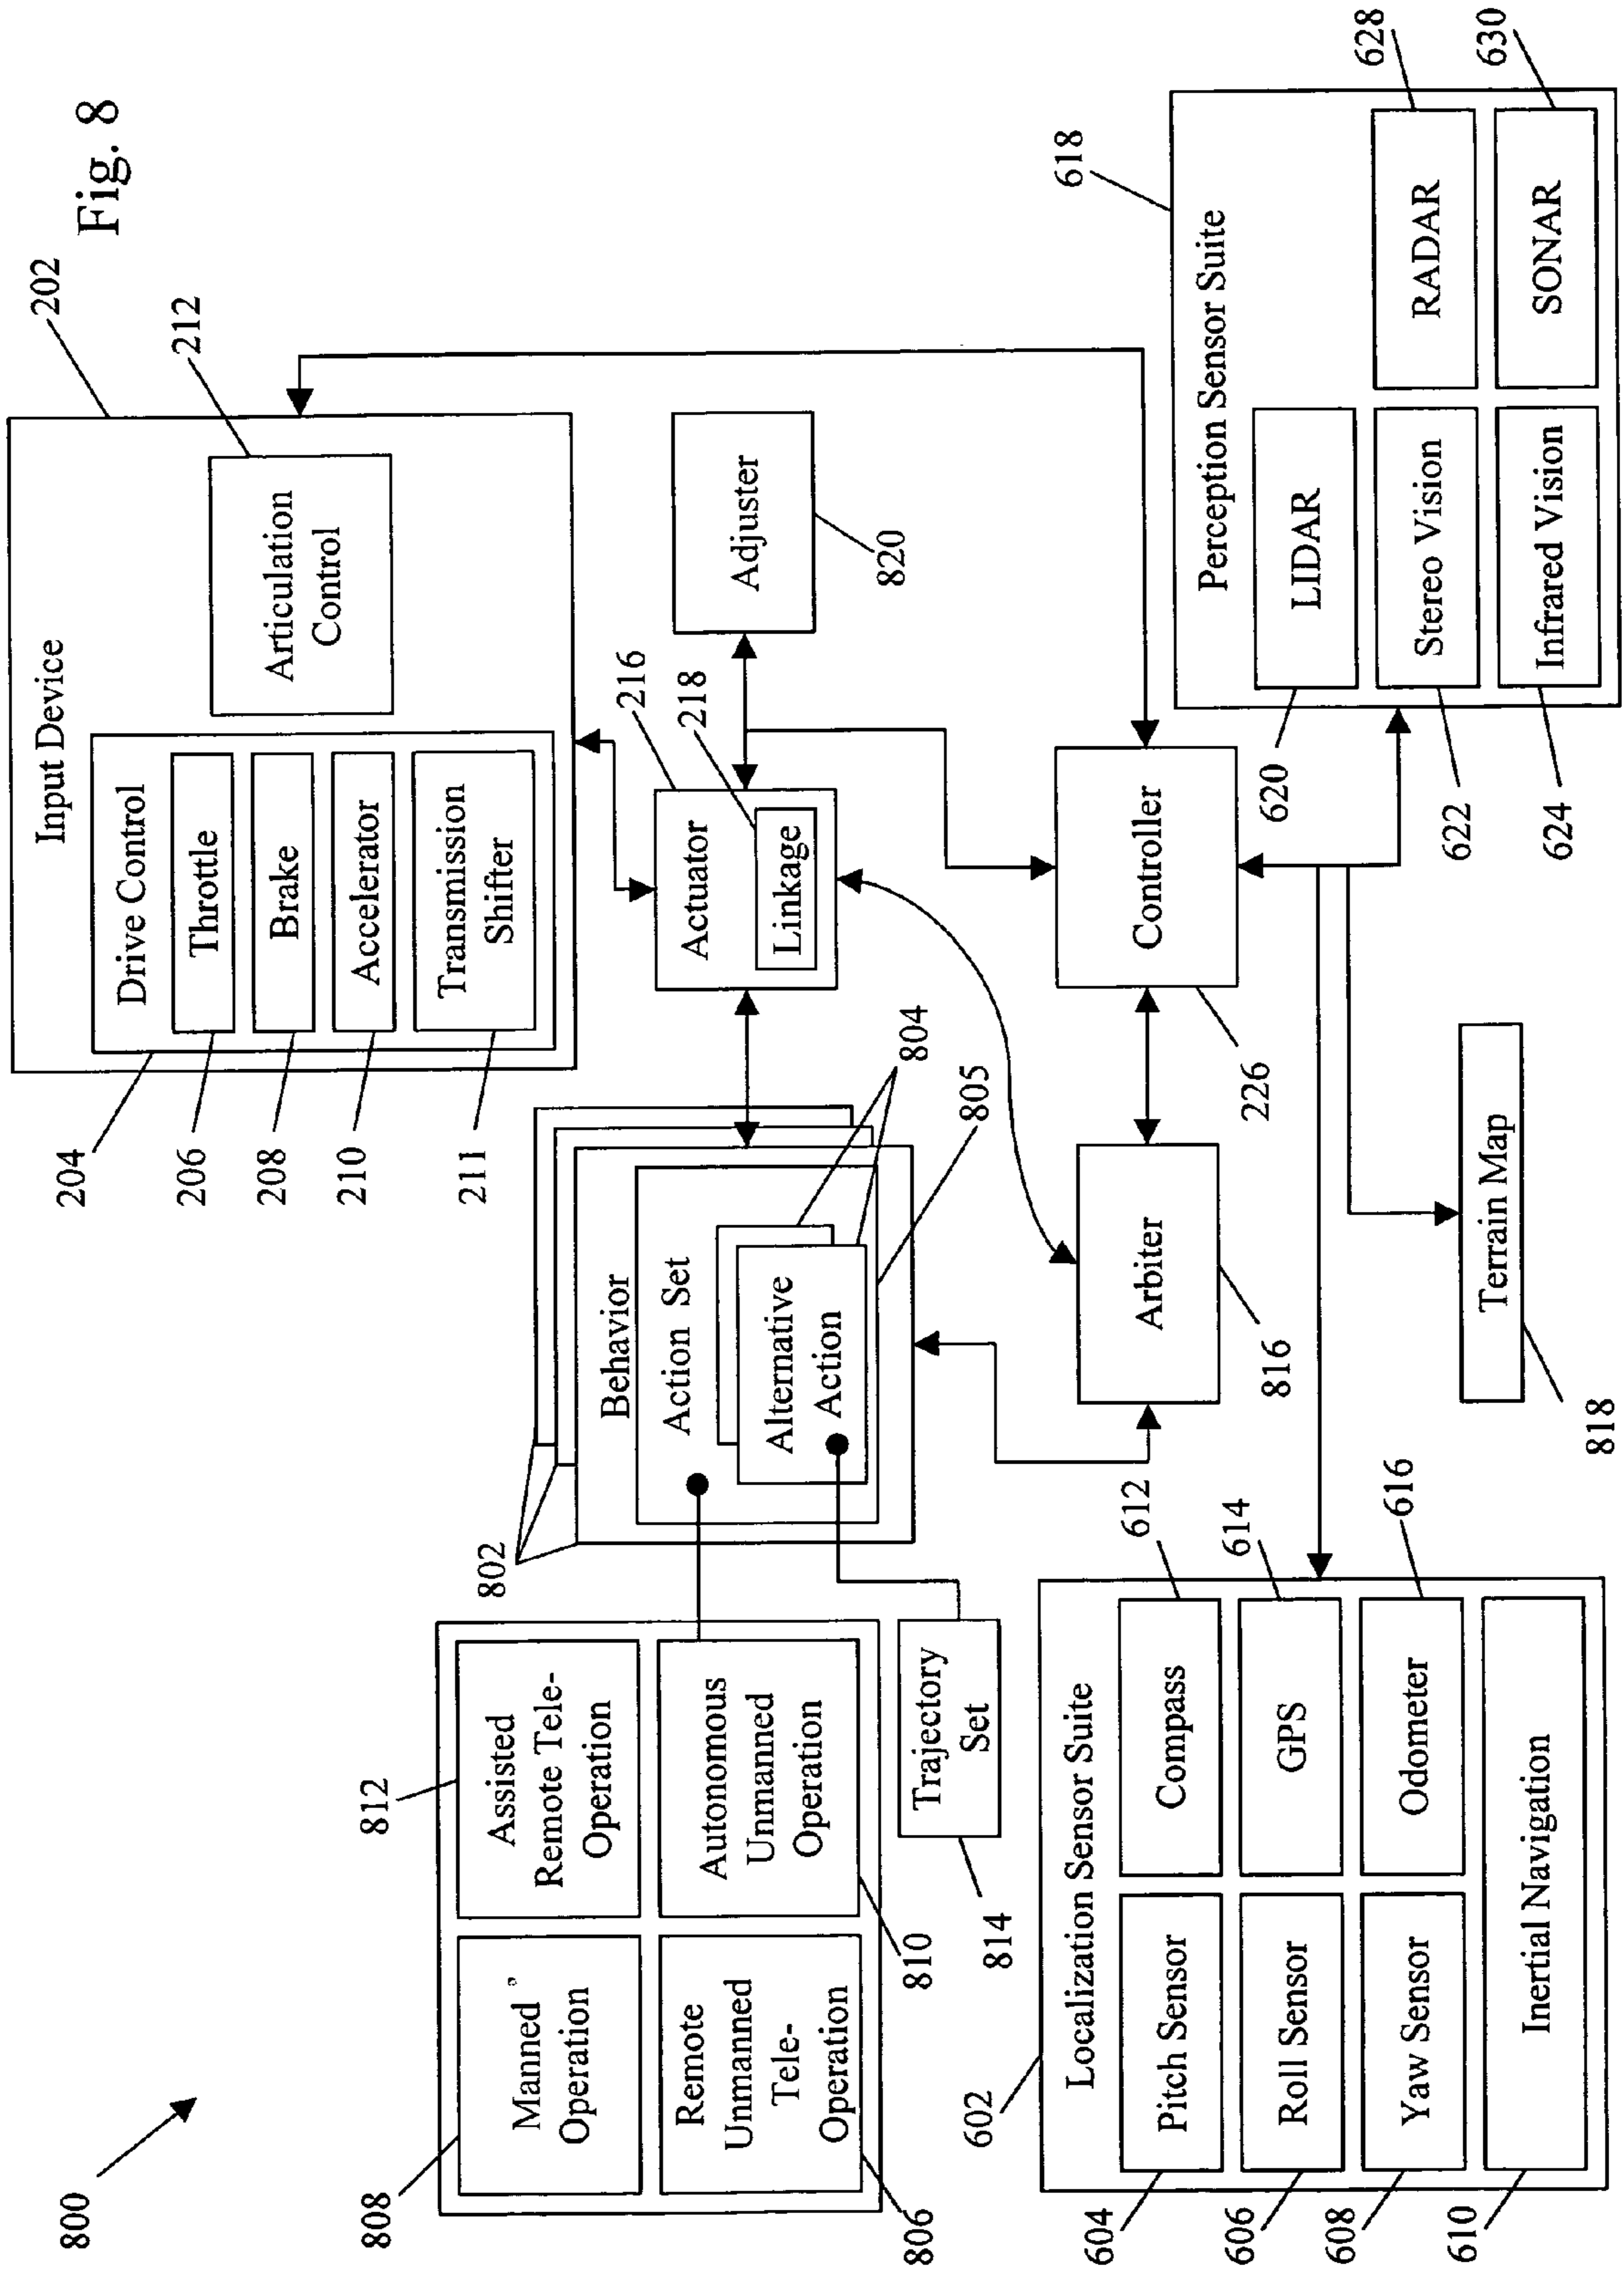 Fig. 8
800
812
808
Assisted
Remote Tele-
Operation
Manned
Operation
Autonomous
Unmanned
Operation
Remote
Unmanned
Tele-
Operation
810
806
Trajectory
Set
814
802
Behavior
Action Set
Alternative
Action
804
805
202
Input Device
212
Articulation
Control
Drive Control
Throttle
Brake
Accelerator
Transmission
Shifter
204
206
208
210
211
216
218
Actuator
Linkage
Adjuster
820
Arbiter
816
Controller
226
Localization Sensor Suite
602
Pitch Sensor
Compass
Roll Sensor
GPS
Yaw Sensor
Odometer
Inertial Navigation
604
606
608
610
612
614
616
Terrain Map
818
618
Perception Sensor Suite
LIDAR
Stereo Vision
RADAR
Infrared Vision
SONAR
620
622
624
628
630